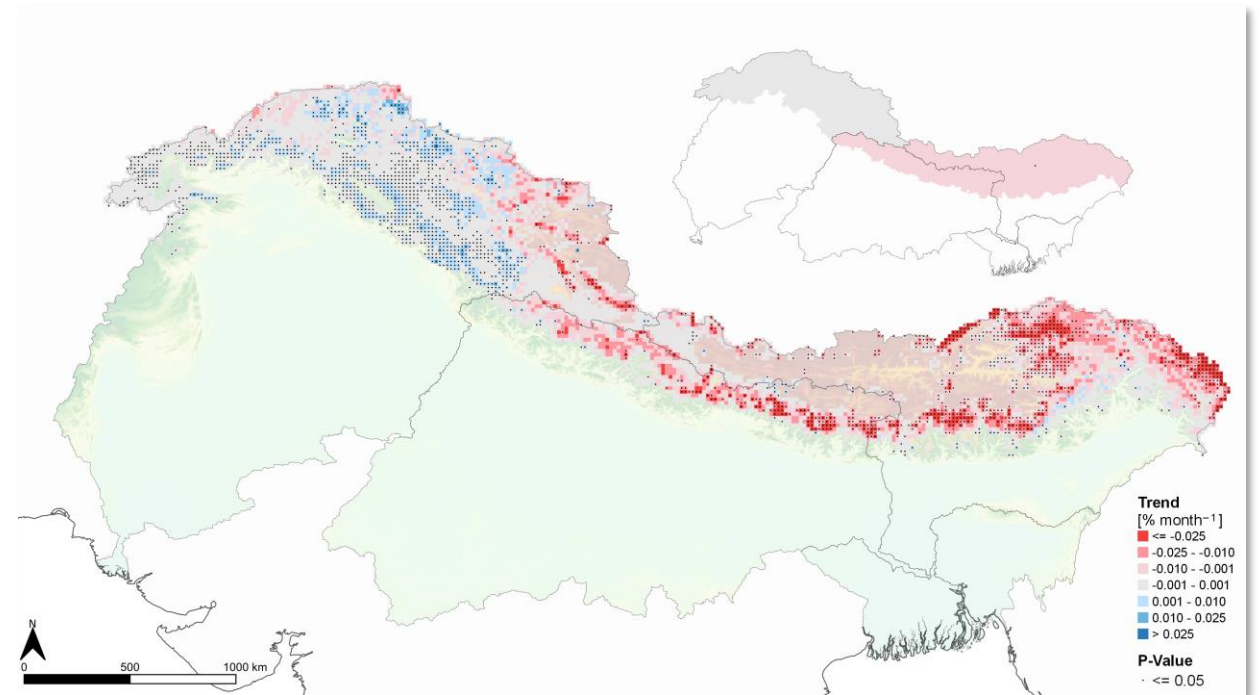 Trend
[% month⁻¹]
<= -0.025
-0.025 - -0.010
-0.010 - -0.001
-0.001 - 0.001
0.001 - 0.010
0.010 - 0.025
> 0.025
P-Value
· <= 0.05
N
0 500 1000 km